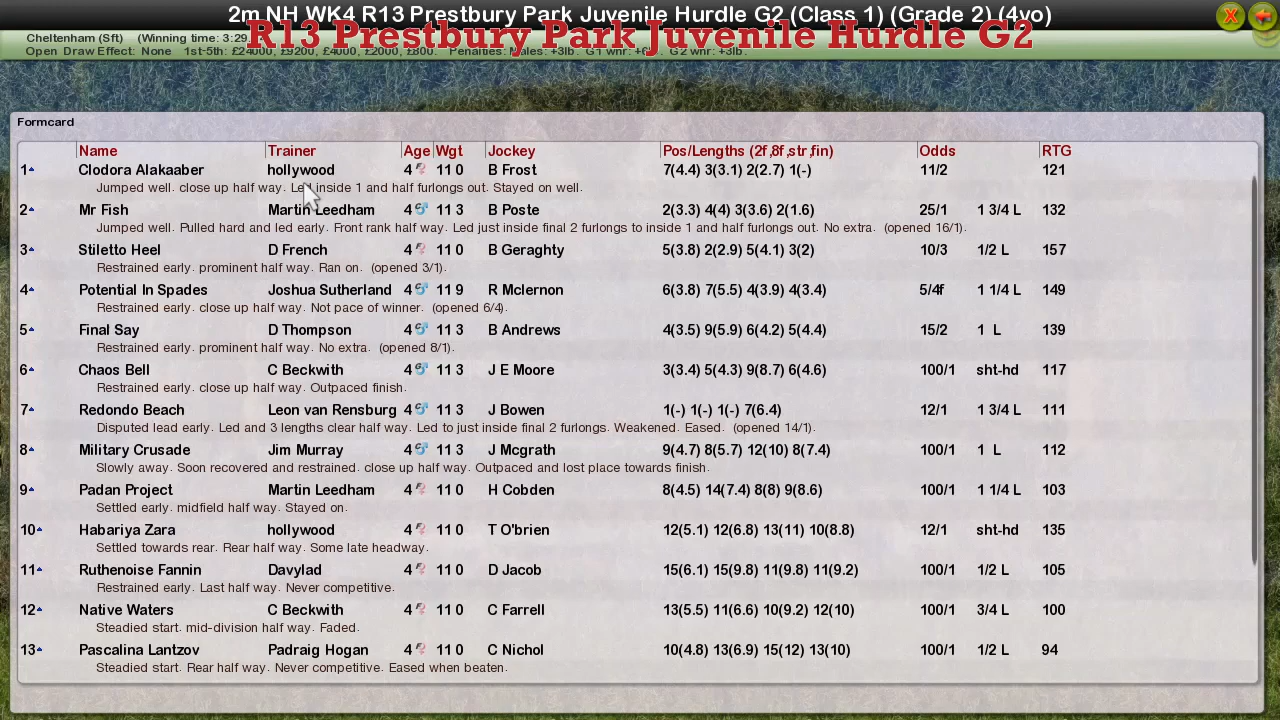 2m NH WK4 R13 Prestbury Park Juvenile Hurdle G2 (Class 1) (Grade 2) (4yo)
R13 Prestbury Park Juvenile Hurdle G2
Cheltenham (Sft) (Winning time: 3:29.
Open Draw Effect: None 1st-5th: £24000, £9200, £4000, £2000, £800. Penalties: Males: +3lb. G1 wnr: G2 wnr: +3lb.
Formcard
Name Trainer Age Wgt Jockey Pos/Lengths (2f,8f,str,fin) Odds RTG
1 Clodora Alakaaber hollywood 4 11 0 B Frost 7(4.4) 3(3.1) 2(2.7) 1(-) 11/2 121
Jumped well. close up half way. Led inside 1 and half furlongs out. Stayed on well.
2 Mr Fish Martin Leedham 4 11 3 B Poste 2(3.3) 4(4) 3(3.6) 2(1.6) 25/1 1 3/4 L 132
Jumped well. Pulled hard and led early. Front rank half way. Led just inside final 2 furlongs to inside 1 and half furlongs out. No extra. (opened 16/1).
3 Stiletto Heel D French 4 11 0 B Geraghty 5(3.8) 2(2.9) 5(4.1) 3(2) 10/3 1/2 L 157
Restrained early. prominent half way. Ran on. (opened 3/1).
4 Potential In Spades Joshua Sutherland 4 11 9 R Mclernon 6(3.8) 7(5.5) 4(3.9) 4(3.4) 5/4f 1 1/4 L 149
Restrained early. close up half way. Not pace of winner. (opened 6/4).
5 Final Say D Thompson 4 11 3 B Andrews 4(3.5) 9(5.9) 6(4.2) 5(4.4) 15/2 1 L 139
Restrained early. prominent half way. No extra. (opened 8/1).
6 Chaos Bell C Beckwith 4 11 3 J E Moore 3(3.4) 5(4.3) 9(8.7) 6(4.6) 100/1 sht-hd 117
Restrained early. close up half way. Outpaced finish.
7 Redondo Beach Leon van Rensburg 4 11 3 J Bowen 1(-) 1(-) 1(-) 7(6.4) 12/1 1 3/4 L 111
Disputed lead early. Led and 3 lengths clear half way. Led to just inside final 2 furlongs. Weakened. Eased. (opened 14/1).
8 Military Crusade Jim Murray 4 11 3 J Mcgrath 9(4.7) 8(5.7) 12(10) 8(7.4) 100/1 1 L 112
Slowly away. Soon recovered and restrained. close up half way. Outpaced and lost place towards finish.
9 Padan Project Martin Leedham 4 11 0 H Cobden 8(4.5) 14(7.4) 8(8) 9(8.6) 100/1 1 1/4 L 103
Settled early. midfield half way. Stayed on.
10 Habariya Zara hollywood 4 11 0 T O'brien 12(5.1) 12(6.8) 13(11) 10(8.8) 12/1 sht-hd 135
Settled towards rear. Rear half way. Some late headway.
11 Ruthenoise Fannin Davylad 4 11 0 D Jacob 15(6.1) 15(9.8) 11(9.8) 11(9.2) 100/1 1/2 L 105
Restrained early. Last half way. Never competitive.
12 Native Waters C Beckwith 4 11 0 C Farrell 13(5.5) 11(6.6) 10(9.2) 12(10) 100/1 3/4 L 100
Steadied start. mid-division half way. Faded.
13 Pascalina Lantzov Padraig Hogan 4 11 0 C Nichol 10(4.8) 13(6.9) 15(12) 13(10) 100/1 1/2 L 94
Steadied start. Rear half way. Never competitive. Eased when beaten.